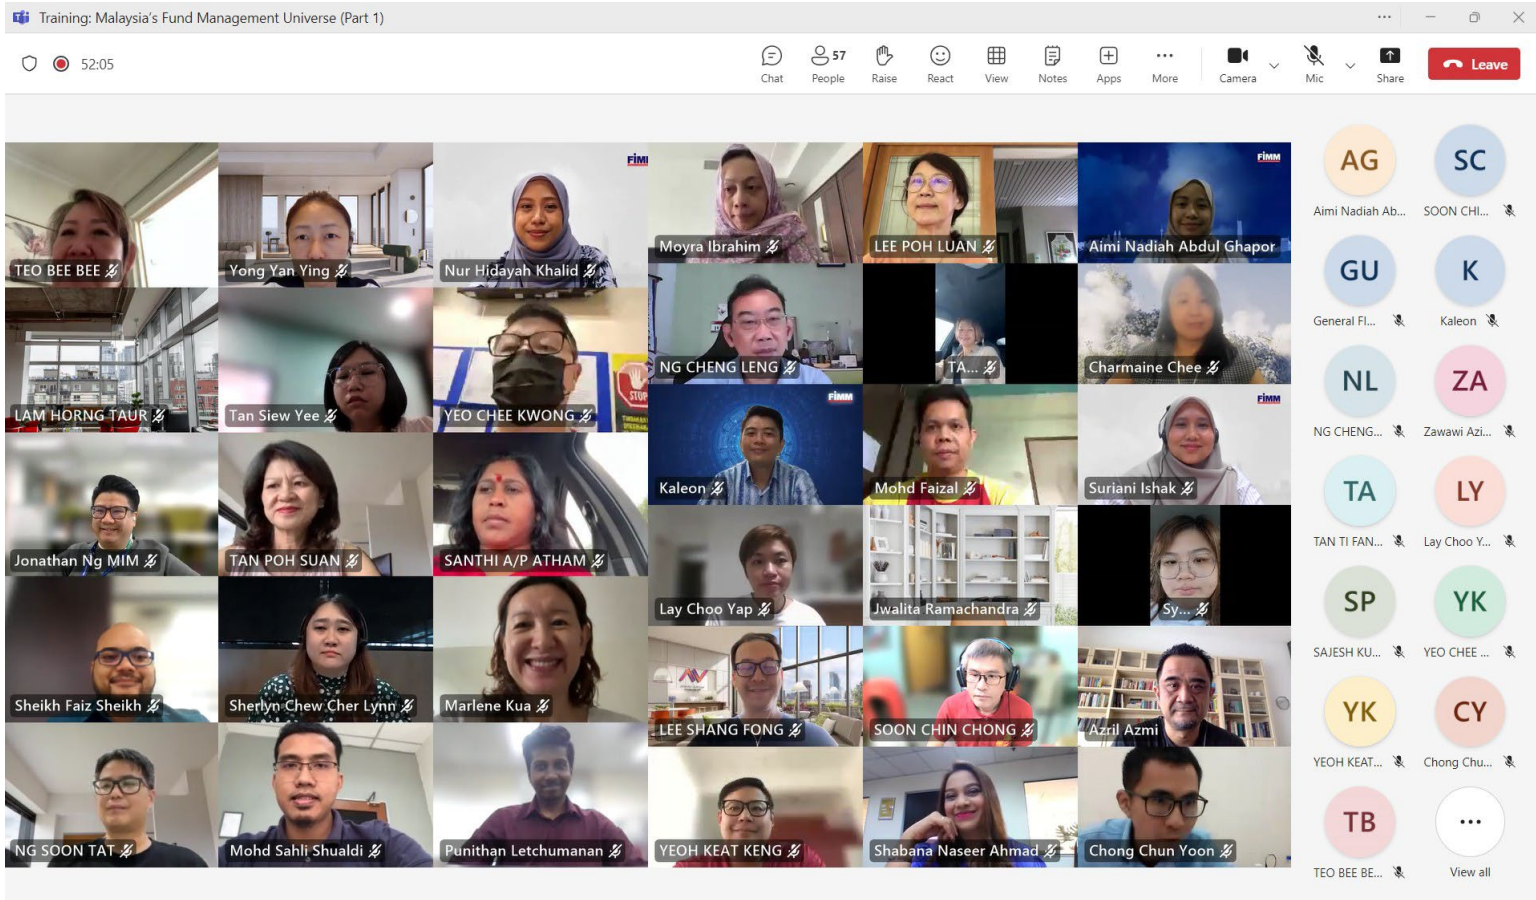 Training: Malaysia's Fund Management Universe (Part 1)
52:05
57
Chat
People
Raise
React
View
Notes
Apps
More
Camera
Mic
Share
Leave
TEO BEE BEE
Yong Yan Ying
FIMM
Nur Hidayah Khalid
Moyra Ibrahim
LEE POH LUAN
FIMM
Aimi Nadiah Abdul Ghapor
LAM HORNG TAUR
Tan Siew Yee
STOP
YEO CHEE KWONG
NG CHENG LENG
TA...
Charmaine Chee
FIMM
Kaleon
Mohd Faizal
FIMM
Suriani Ishak
Jonathan Ng MIM
TAN POH SUAN
SANTHI A/P ATHAM
Lay Choo Yap
Jwalita Ramachandra
Sy...
Sheikh Faiz Sheikh
Sherlyn Chew Cher Lynn
Marlene Kua
LEE SHANG FONG
SOON CHIN CHONG
Azril Azmi
NG SOON TAT
Mohd Sahli Shualdi
Punithan Letchumanan
YEOH KEAT KENG
Shabana Naseer Ahmad
Chong Chun Yoon
AG
SC
Aimi Nadiah Ab...
SOON CHI...
GU
K
General FI...
Kaleon
NL
ZA
NG CHENG...
Zawawi Azi...
TA
LY
TAN TI FAN...
Lay Choo Y...
SP
YK
SAJESH KU...
YEO CHEE ...
YK
CY
YEOH KEAT...
Chong Chu...
TB
TEO BEE BE...
View all